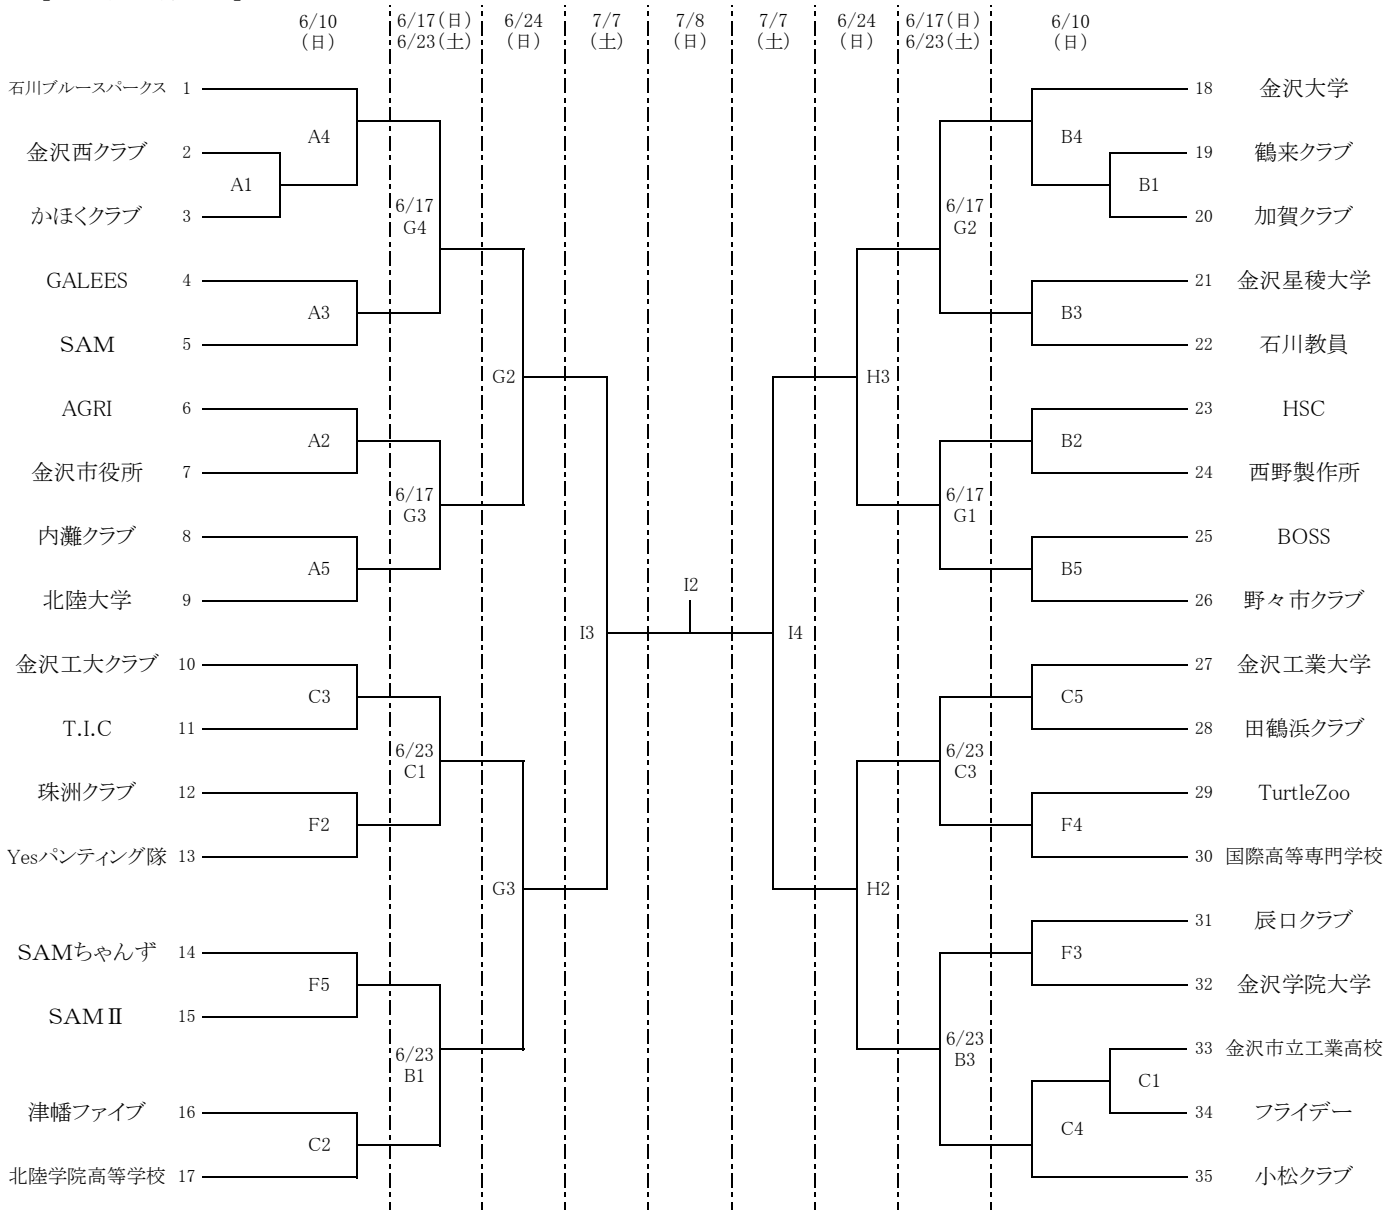 6/10
(日)
6/17(日)
6/23(土)
6/24
(日)
7/7
(土)
7/8
(日)
7/7
(土)
6/24
(日)
6/17(日)
6/23(土)
6/10
(日)
石川ブルースパークス 1
金沢西クラブ 2
かほくクラブ 3
GALEES 4
SAM 5
AGRI 6
金沢市役所 7
内灘クラブ 8
北陸大学 9
金沢工大クラブ 10
T.I.C 11
珠洲クラブ 12
Yesパンティング隊 13
SAMちゃんず 14
SAMⅡ 15
津幡ファイブ 16
北陸学院高等学校 17
A4
A1
A3
A2
A5
C3
F2
F5
C2
6/17
G4
6/17
G3
6/23
C1
6/23
B1
G2
G3
I3
I2
I4
H3
H2
6/17
G2
6/17
G1
6/23
C3
6/23
B3
B4
B1
B3
B2
B5
C5
F4
F3
C1
C4
18 金沢大学
19 鶴来クラブ
20 加賀クラブ
21 金沢星稜大学
22 石川教員
23 HSC
24 西野製作所
25 BOSS
26 野々市クラブ
27 金沢工業大学
28 田鶴浜クラブ
29 TurtleZoo
30 国際高等専門学校
31 辰口クラブ
32 金沢学院大学
33 金沢市立工業高校
34 フライデー
35 小松クラブ